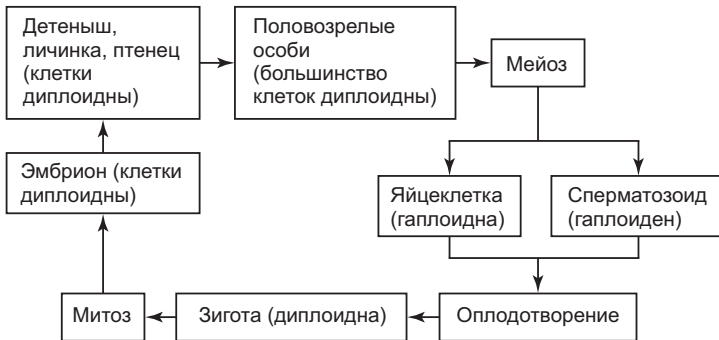 Детеныш,
личинка, птенец
(клетки
диплоидны)
Половозрелые
особи
(большинство
клеток диплоидны)
Мейоз
Эмбрион (клетки
диплоидны)
Яйцеклетка
(гаплоидна)
Сперматозоид
(гаплоиден)
Митоз
Зигота (диплоидна)
Оплодотворение